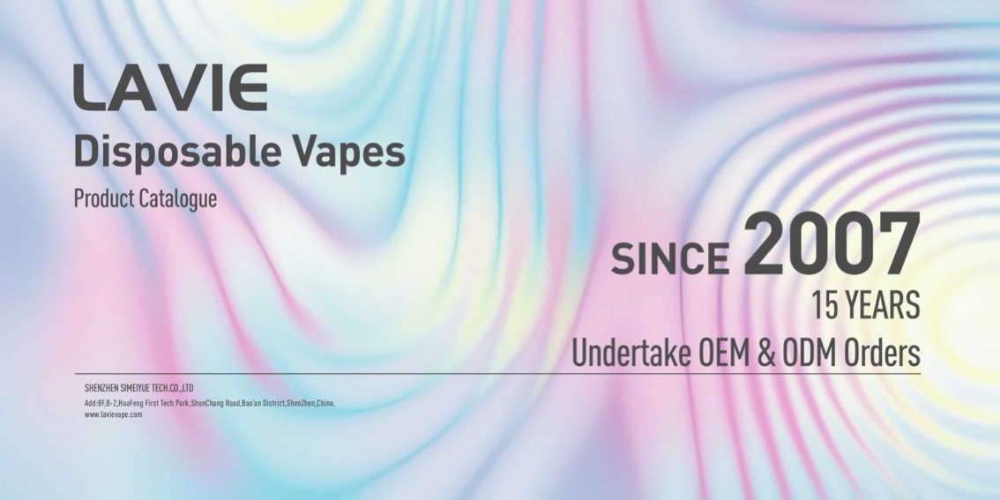 LAVIE
Disposable Vapes
Product Catalogue
SINCE 2007
15 YEARS
Undertake OEM & ODM Orders
SHENZHEN SIMEIYUE TECH.CO.,LTD
Add:8F,B-2,HuaFeng First Tech Park,ShunChang Road,Bao'an District,ShenZhen,China.
www.lavievape.com